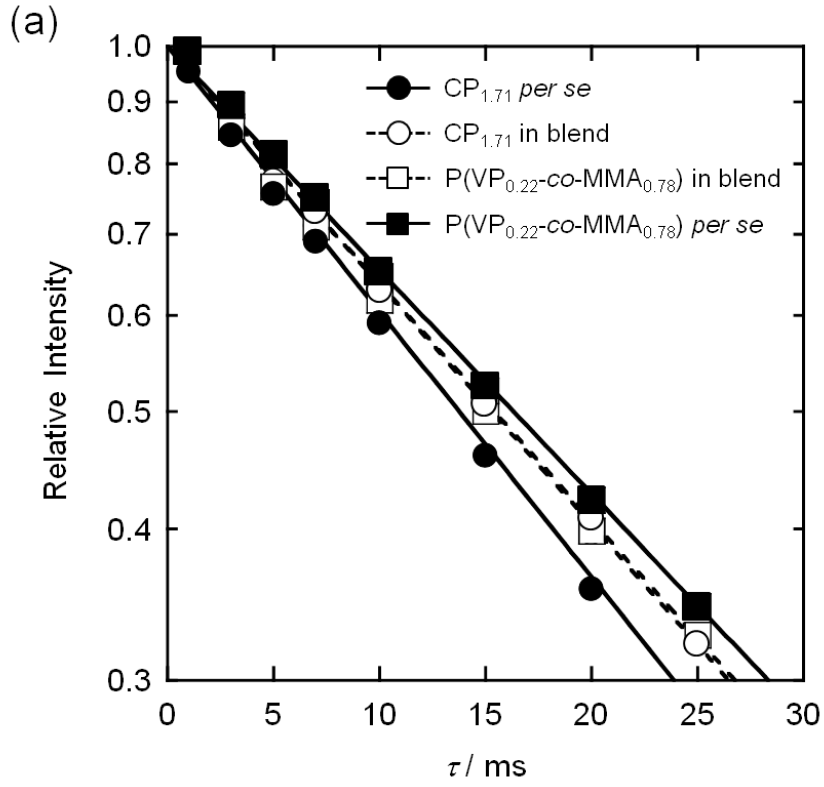 (a)
1.0
0.9
0.8
0.7
0.6
0.5
0.4
0.3
Relative Intensity
CP1.71 per se
CP1.71 in blend
P(VP0.22-co-MMA0.78) in blend
P(VP0.22-co-MMA0.78) per se
0 5 10 15 20 25 30
τ / ms